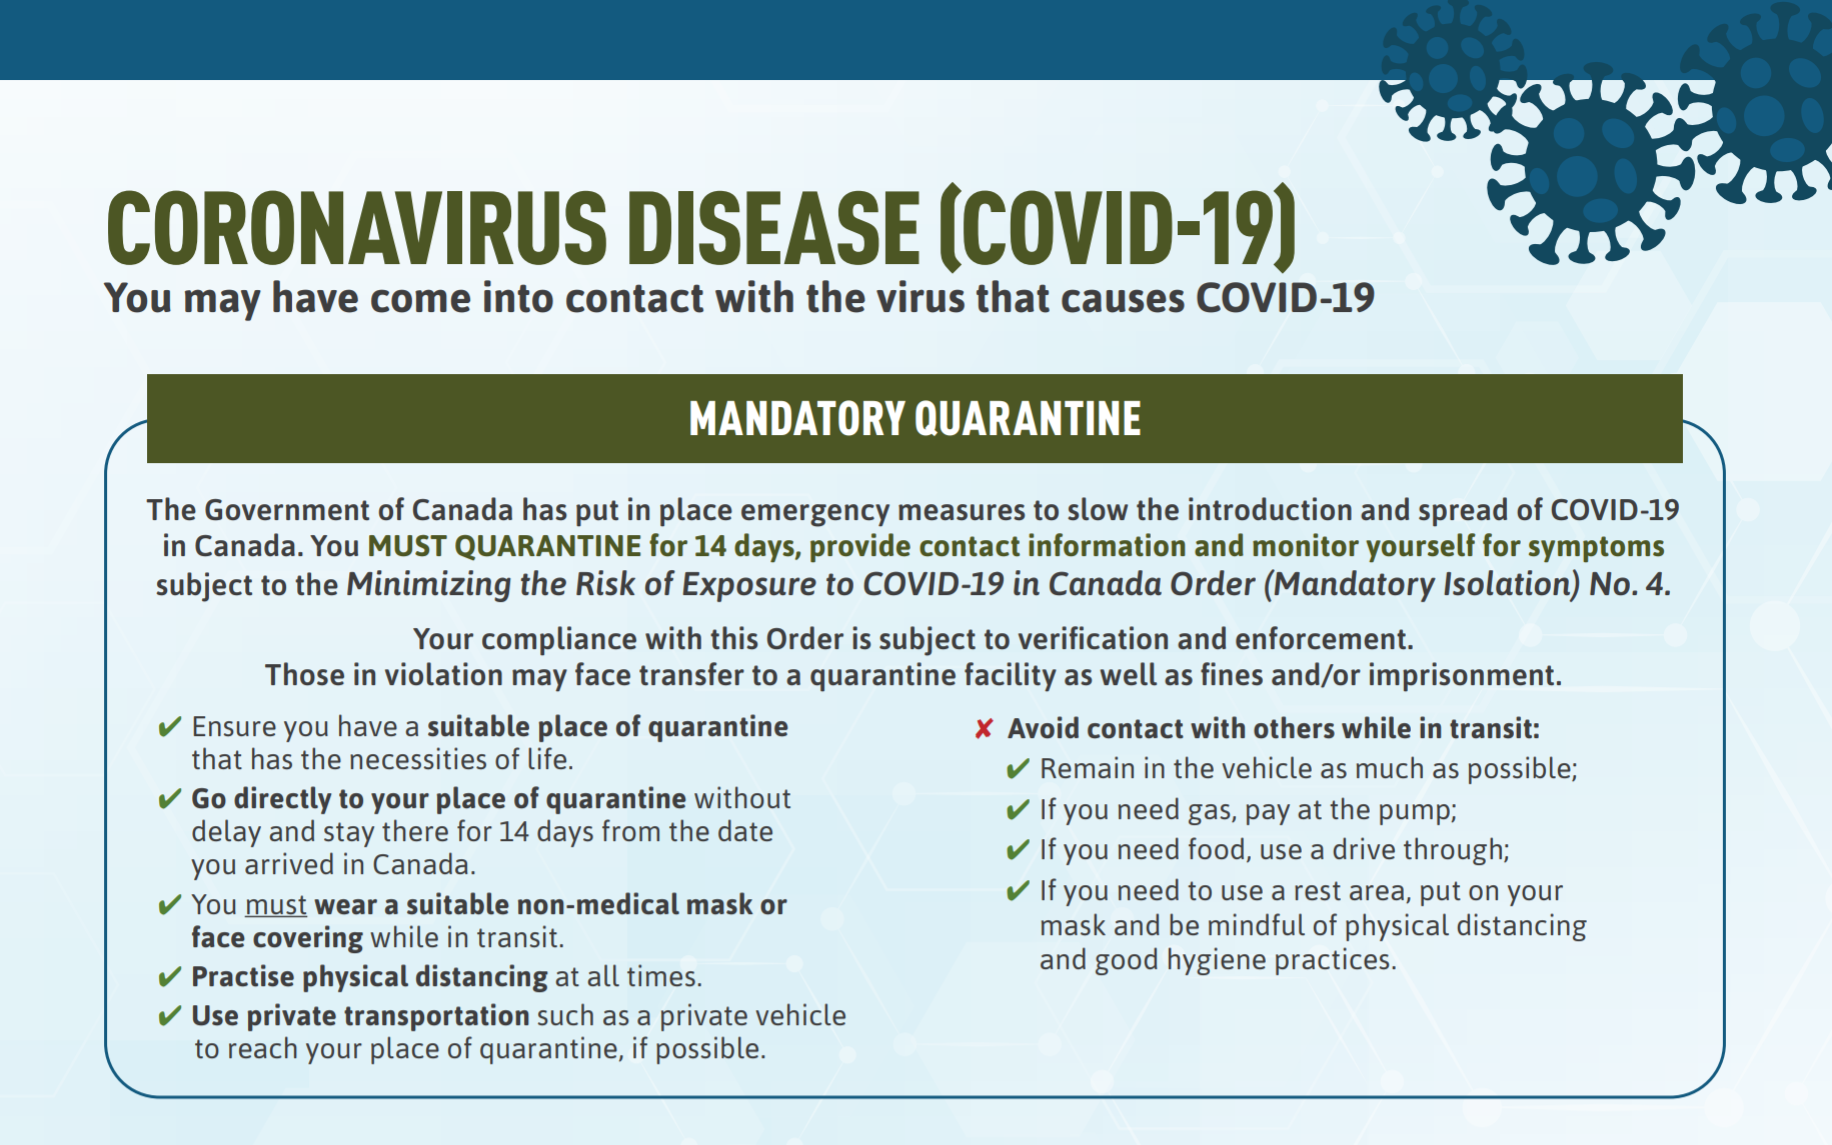 CORONAVIRUS DISEASE (COVID-19)
You may have come into contact with the virus that causes COVID-19
MANDATORY QUARANTINE
The Government of Canada has put in place emergency measures to slow the introduction and spread of COVID-19
in Canada. You MUST QUARANTINE for 14 days, provide contact information and monitor yourself for symptoms
subject to the Minimizing the Risk of Exposure to COVID-19 in Canada Order (Mandatory Isolation) No. 4.
Your compliance with this Order is subject to verification and enforcement.
Those in violation may face transfer to a quarantine facility as well as fines and/or imprisonment.
✔ Ensure you have a suitable place of quarantine
that has the necessities of life.
✔ Go directly to your place of quarantine without
delay and stay there for 14 days from the date
you arrived in Canada.
✔ You must wear a suitable non-medical mask or
face covering while in transit.
✔ Practise physical distancing at all times.
✔ Use private transportation such as a private vehicle
to reach your place of quarantine, if possible.
✘ Avoid contact with others while in transit:
✔ Remain in the vehicle as much as possible;
✔ If you need gas, pay at the pump;
✔ If you need food, use a drive through;
✔ If you need to use a rest area, put on your
mask and be mindful of physical distancing
and good hygiene practices.